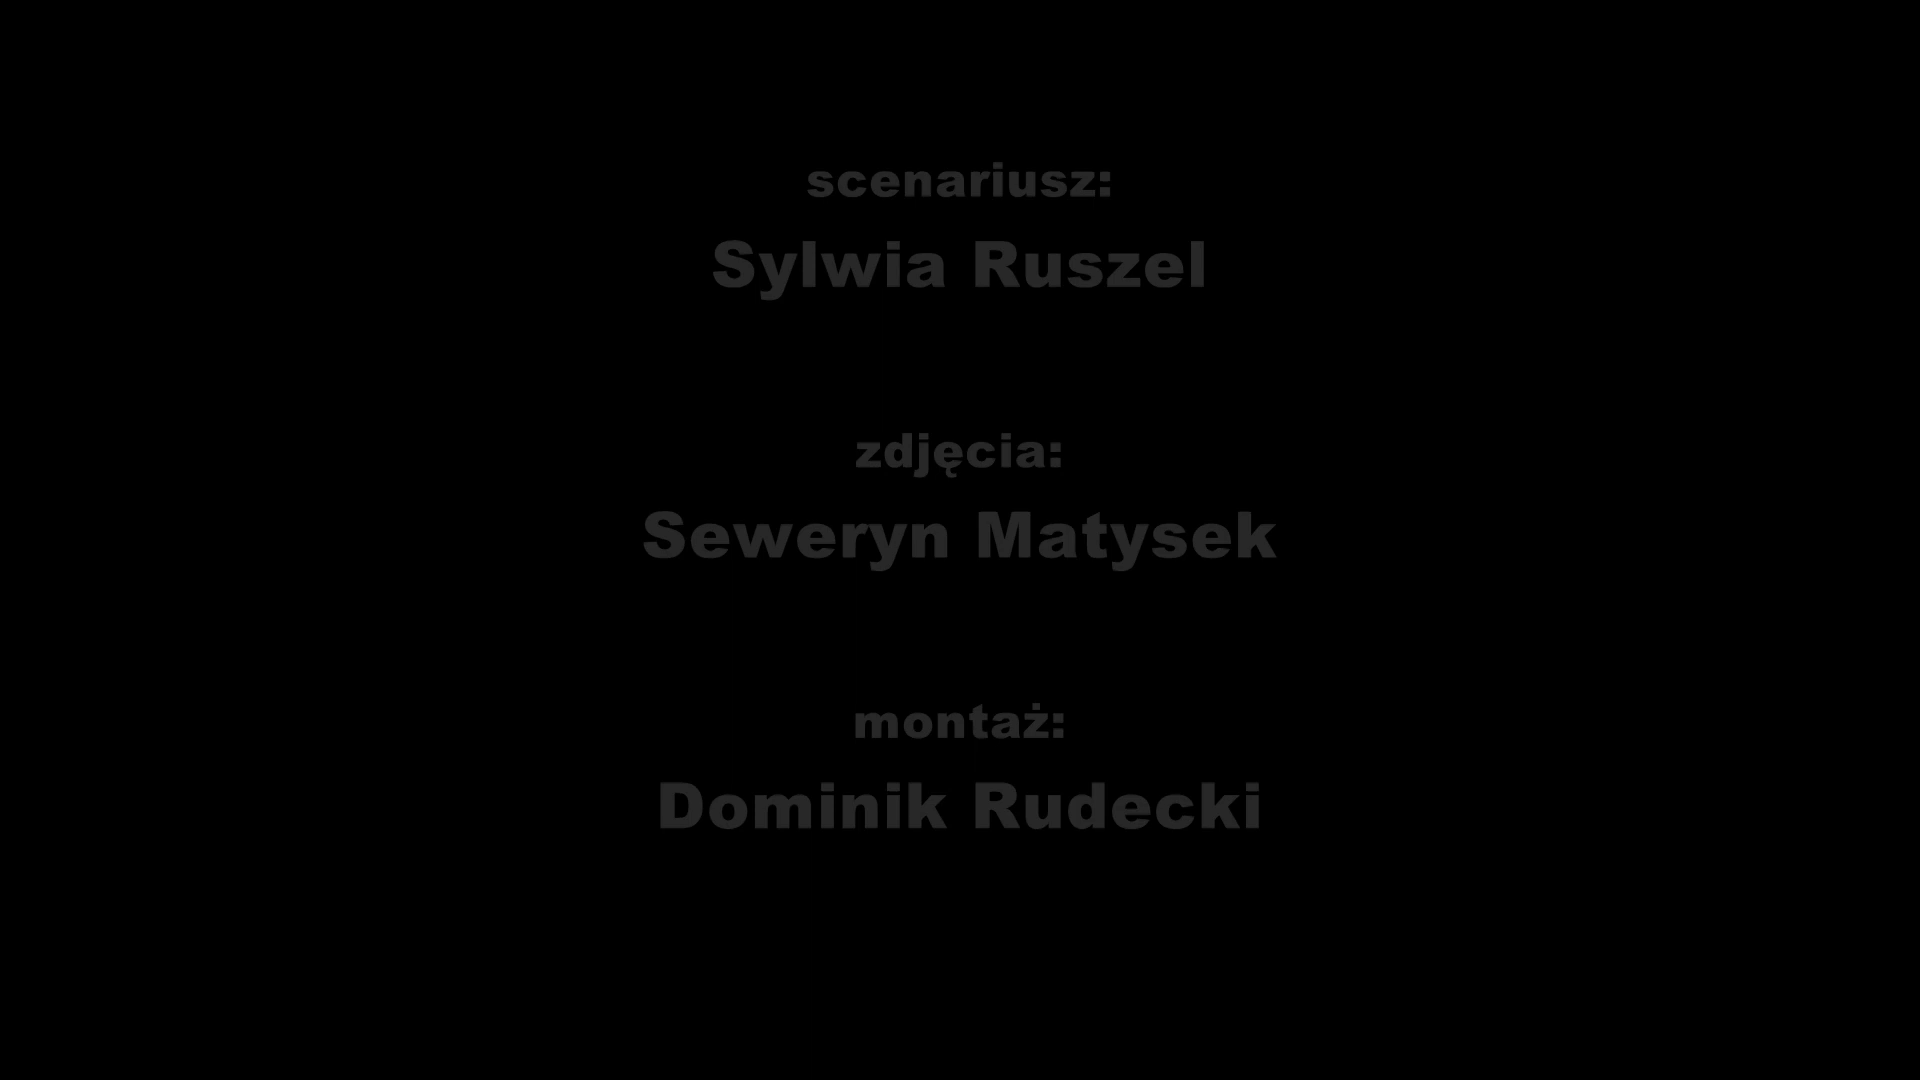 scenariusz:
Sylwia Ruszel
zdjęcia:
Seweryn Matysek
montaż:
Dominik Rudecki